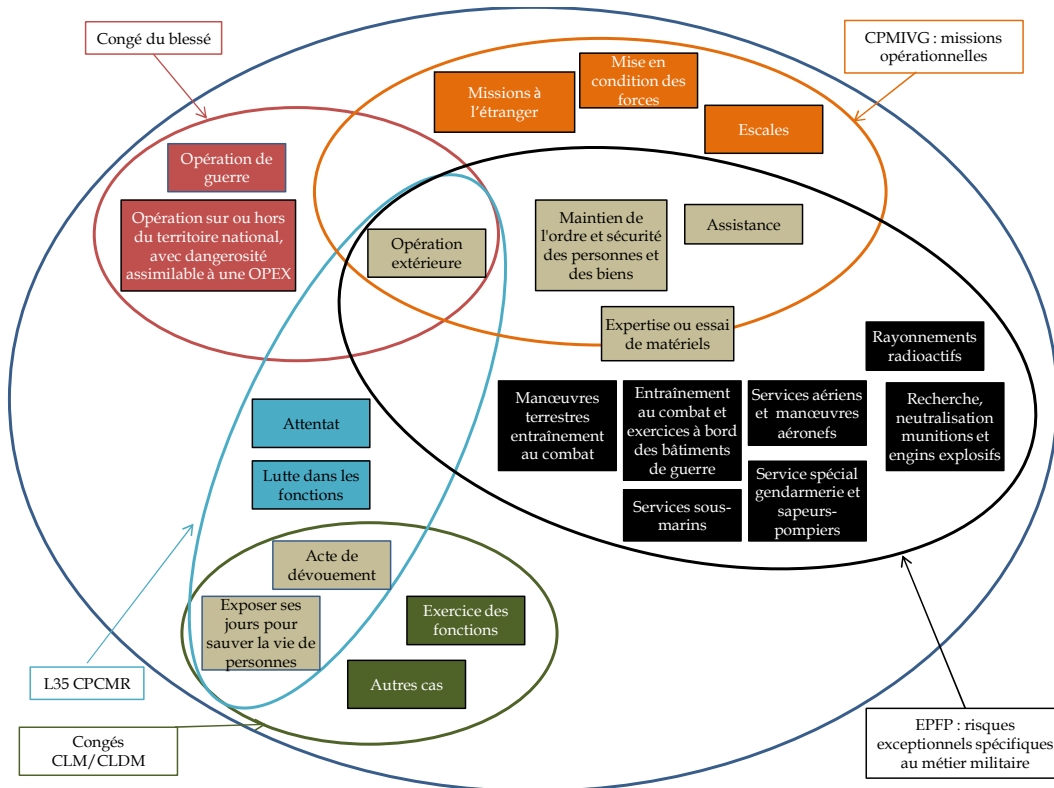 Congé du blessé
CPMIVG : missions
opérationnelles
Mise en
condition des
forces
Missions à
l'étranger
Escales
Opération de
guerre
Opération sur ou hors
du territoire national,
avec dangerosité
assimilable à une OPEX
Opération
extérieure
Maintien de
l'ordre et sécurité
des personnes et
des biens
Assistance
Expertise ou essai
de matériels
Rayonnements
radioactifs
Manœuvres
terrestres
entraînement
au combat
Entraînement
au combat et
exercices à bord
des bâtiments
de guerre
Services aériens
et manœuvres
aéronefs
Recherche,
neutralisation
munitions et
engins explosifs
Attentat
Lutte dans les
fonctions
Services sous-
marins
Service spécial
gendarmerie et
sapeurs-
pompiers
Acte de
dévouement
Exposer ses
jours pour
sauver la vie de
personnes
Exercice des
fonctions
Autres cas
L35 CPCMR
Congés
CLM/CLDM
EPFP : risques
exceptionnels spécifiques
au métier militaire